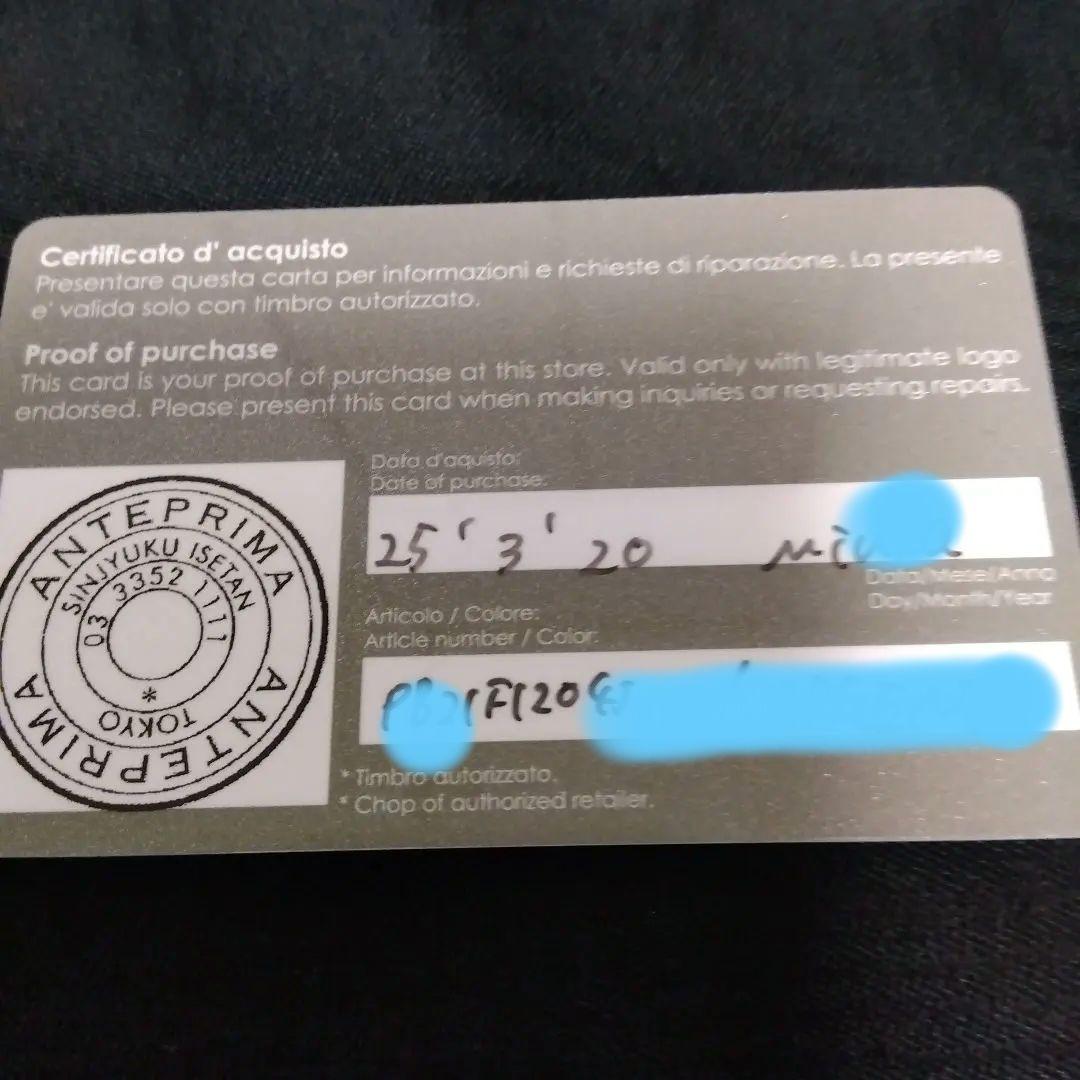 Certificato d' acquisto
Presentare questa carta per informazioni e richieste di riparazione. La presente
e' valida solo con timbro autorizzato.
Proof of purchase
This card is your proof of purchase at this store. Valid only with legitimate logo
endorsed. Please present this card when making inquiries or requesting repairs.
Data d'aquisto:
Date of purchase:
25 ' 3 ' 20
Data/Mese/Anno
Day/Month/Year
Articolo / Colore:
Article number / Color:
* Timbro autorizzato.
* Chop of authorized retailer.
ANTEPRIMA
SINJYUKU ISETAN
03 3352 1111
*
TOKYO
ANTEPRIMA